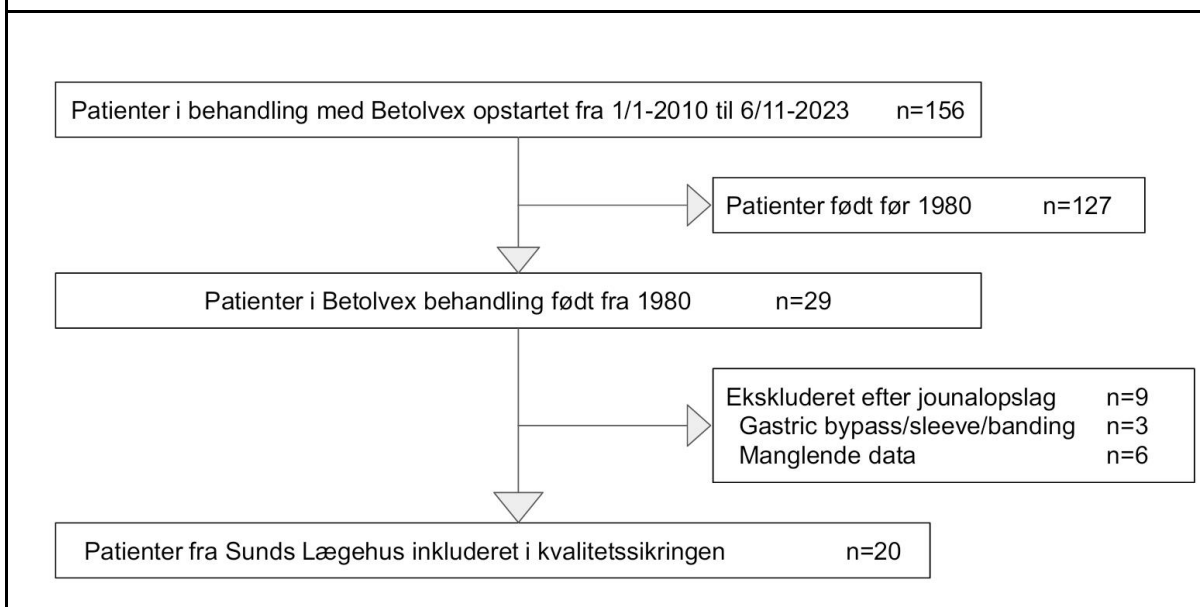 Patienter i behandling med Betolvex opstartet fra 1/1-2010 til 6/11-2023 n=156
Patienter født før 1980 n=127
Patienter i Betolvex behandling født fra 1980 n=29
Ekskluderet efter jounalopslag n=9
Gastric bypass/sleeve/banding n=3
Manglende data n=6
Patienter fra Sunds Lægehus inkluderet i kvalitetssikringen n=20